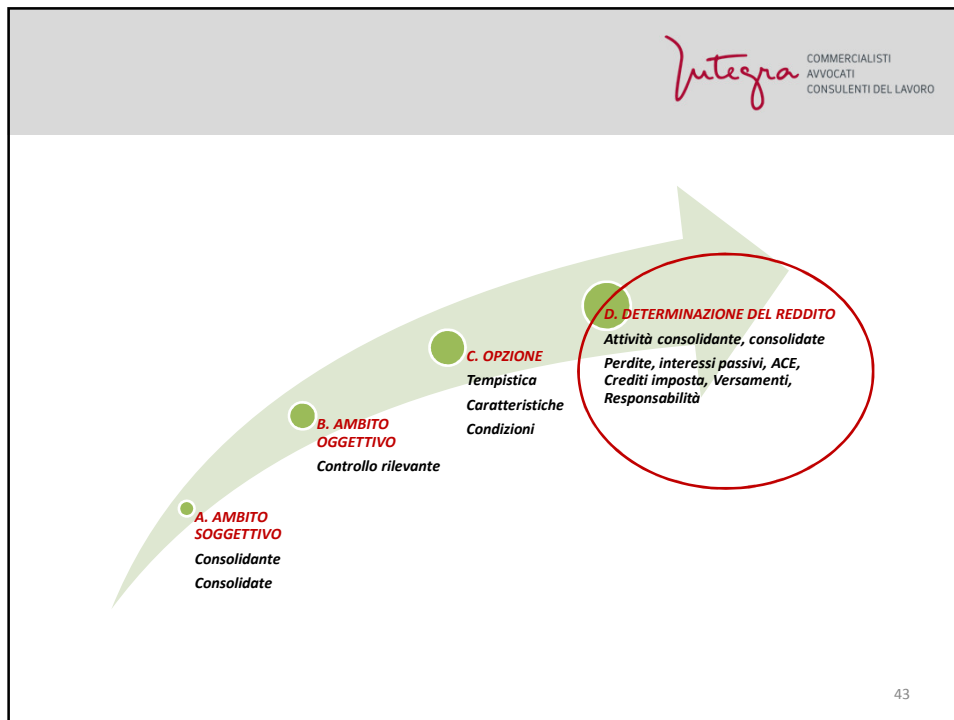 Integra
COMMERCIALISTI
AVVOCATI
CONSULENTI DEL LAVORO
D. DETERMINAZIONE DEL REDDITO
Attività consolidante, consolidate
Perdite, interessi passivi, ACE,
Crediti imposta, Versamenti,
Responsabilità
C. OPZIONE
Tempistica
Caratteristiche
Condizioni
B. AMBITO
OGGETTIVO
Controllo rilevante
A. AMBITO
SOGGETTIVO
Consolidante
Consolidate
43